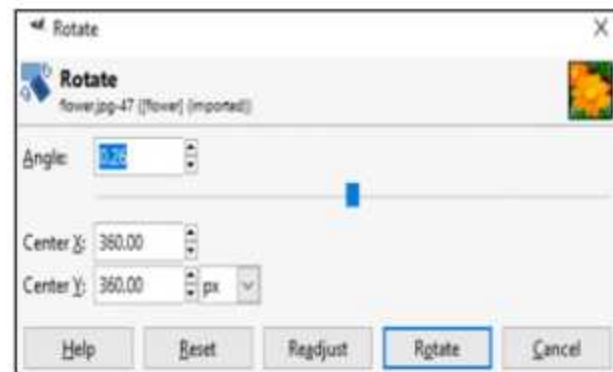 Rotate
Rotate
flower.jpg-47 ([flower] (imported))
Angle: 0.26
Center X: 360.00
Center Y: 360.00 px
Help Reset Readjust Rotate Cancel